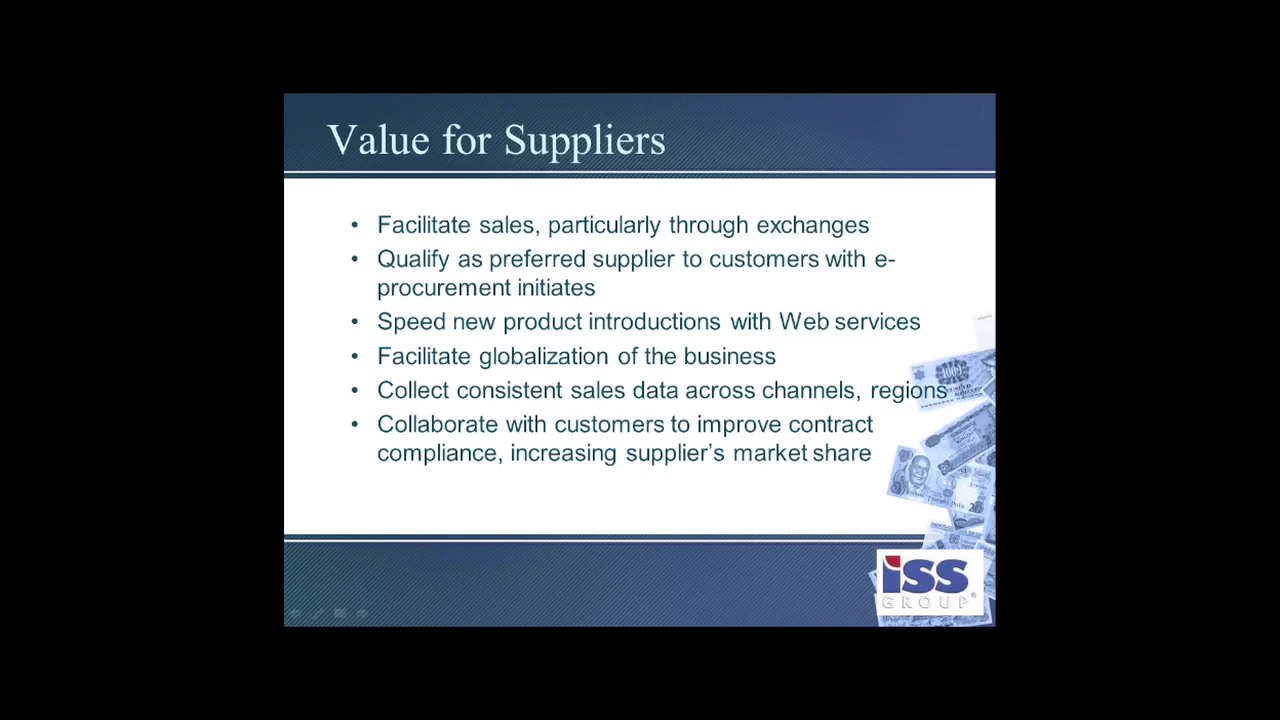 Value for Suppliers
• Facilitate sales, particularly through exchanges
• Qualify as preferred supplier to customers with e-
procurement initiates
• Speed new product introductions with Web services
• Facilitate globalization of the business
• Collect consistent sales data across channels, regions
• Collaborate with customers to improve contract
compliance, increasing supplier’s market share
iSS
GROUP®